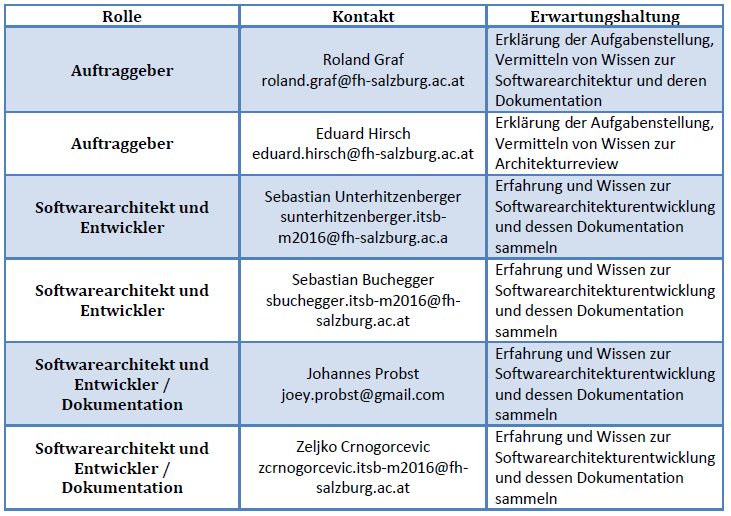 Rolle Kontakt Erwartungshaltung
Auftraggeber
Roland Graf
roland.graf@fh-salzburg.ac.at
Erklärung der Aufgabenstellung,
Vermitteln von Wissen zur
Softwarearchitektur und deren
Dokumentation
Auftraggeber
Eduard Hirsch
eduard.hirsch@fh-salzburg.ac.at
Erklärung der Aufgabenstellung,
Vermitteln von Wissen zur
Architekturreview
Softwarearchitekt und
Entwickler
Sebastian Unterhitzenberger
sunterhitzenberger.itsb-
m2016@fh-salzburg.ac.a
Erfahrung und Wissen zur
Softwarearchitekturentwicklung
und dessen Dokumentation
sammeln
Softwarearchitekt und
Entwickler
Sebastian Buchegger
sbuchegger.itsb-m2016@fh-
salzburg.ac.at
Erfahrung und Wissen zur
Softwarearchitekturentwicklung
und dessen Dokumentation
sammeln
Softwarearchitekt und
Entwickler /
Dokumentation
Johannes Probst
joey.probst@gmail.com
Erfahrung und Wissen zur
Softwarearchitekturentwicklung
und dessen Dokumentation
sammeln
Softwarearchitekt und
Entwickler /
Dokumentation
Zeljko Crnogorcevic
zcrnogorcevic.itsb-m2016@fh-
salzburg.ac.at
Erfahrung und Wissen zur
Softwarearchitekturentwicklung
und dessen Dokumentation
sammeln